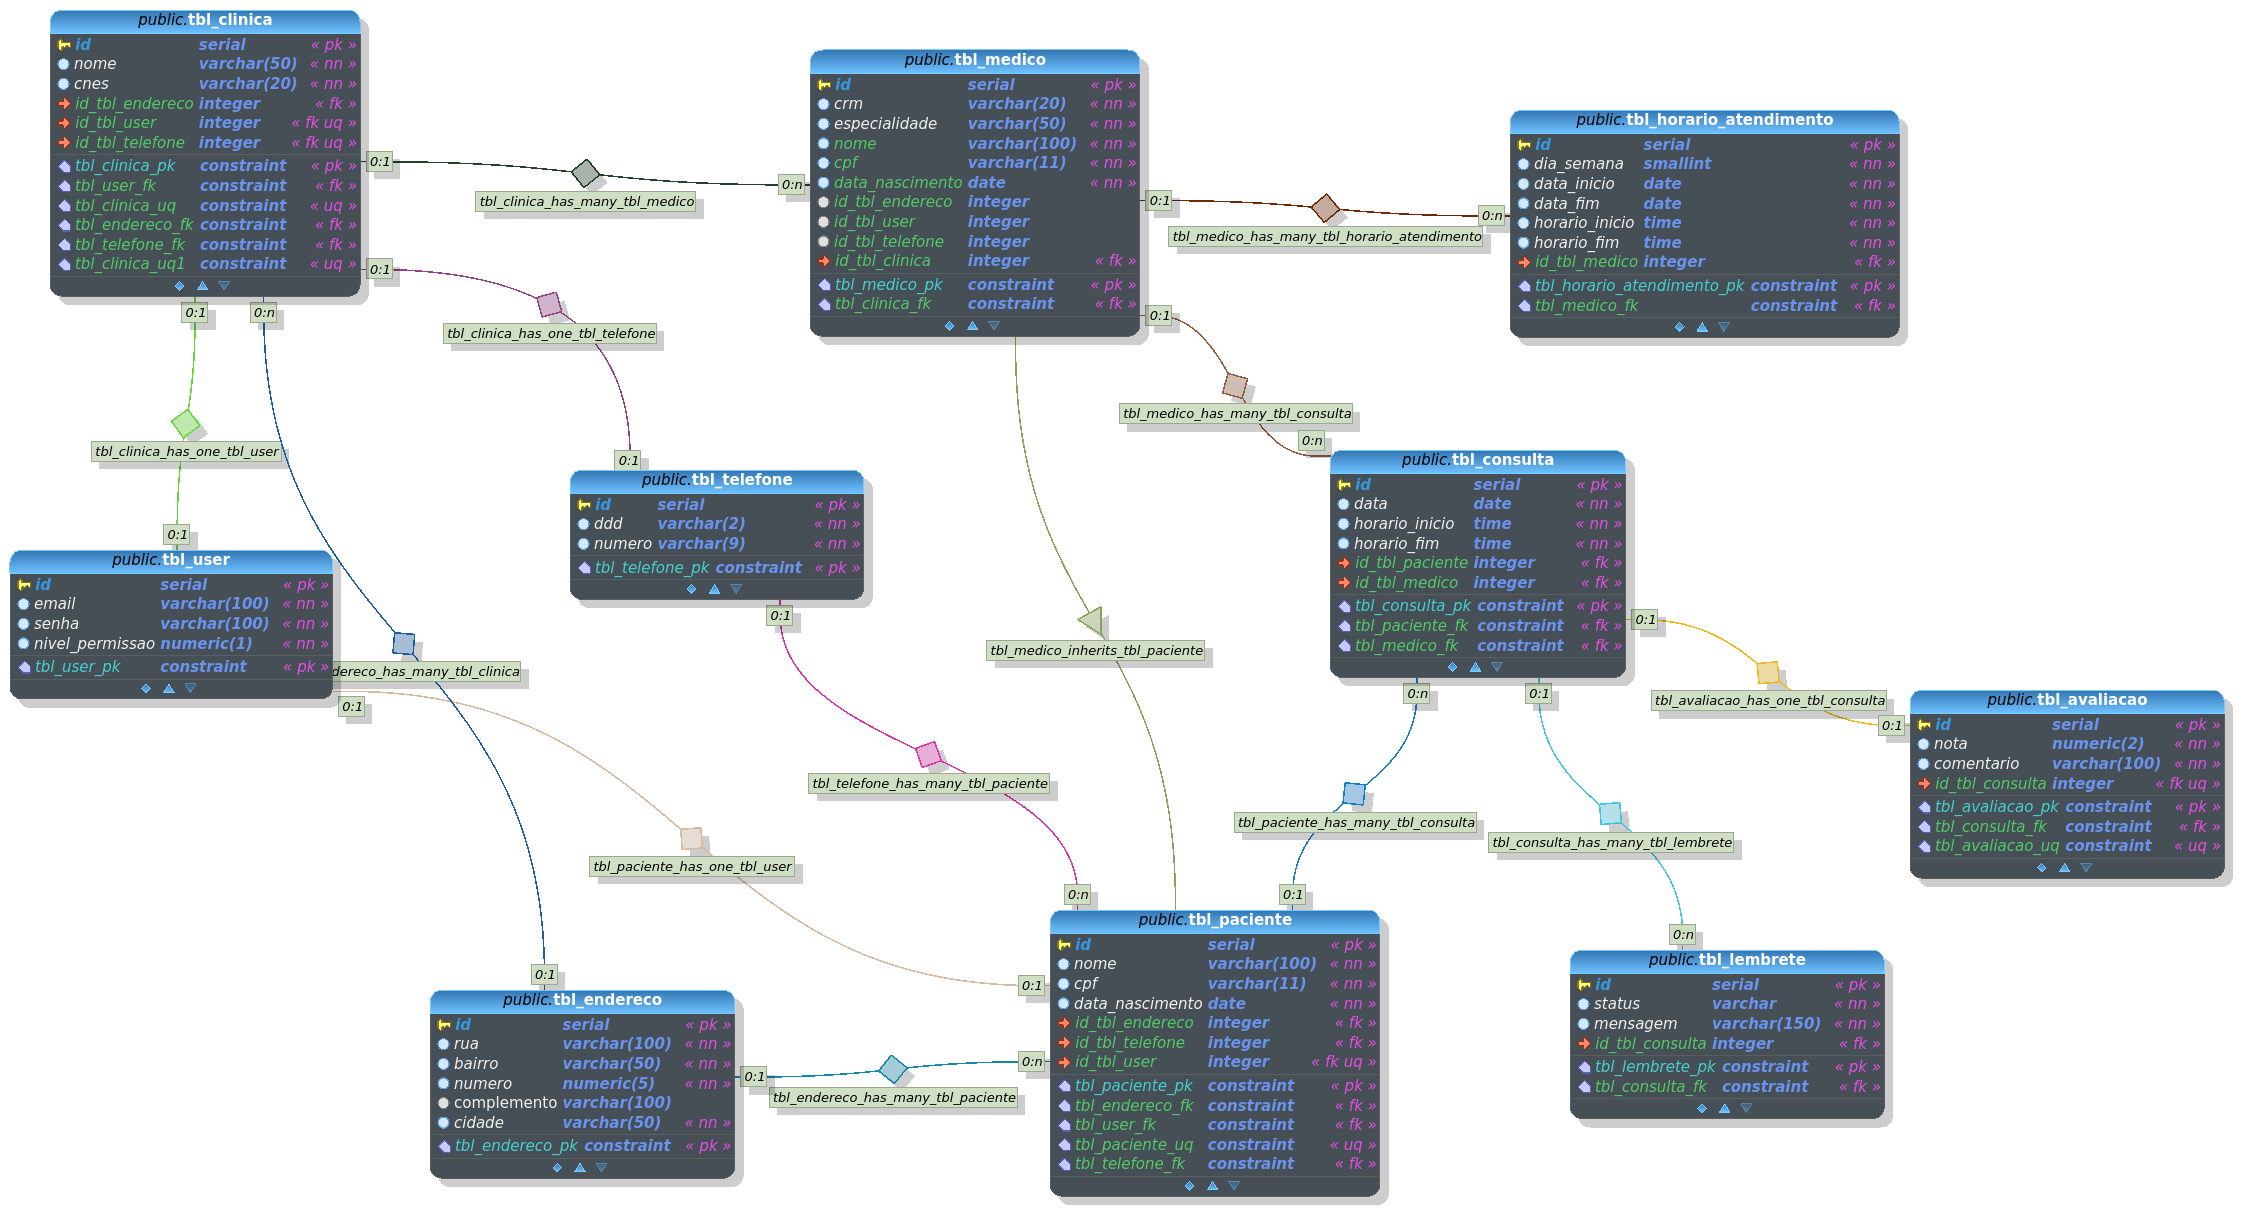 public.tbl_clinica
id serial « pk »
nome varchar(50) « nn »
cnes varchar(20) « nn »
id_tbl_endereco integer « fk »
id_tbl_user integer « fk uq »
id_tbl_telefone integer « fk uq »
tbl_clinica_pk constraint « pk »
tbl_user_fk constraint « fk »
tbl_clinica_uq constraint « uq »
tbl_endereco_fk constraint « fk »
tbl_telefone_fk constraint « fk »
tbl_clinica_uq1 constraint « uq »
0:1
tbl_clinica_has_many_tbl_medico
0:n
0:1
tbl_clinica_has_one_tbl_telefone
0:1
0:1
tbl_clinica_has_one_tbl_user
0:1
0:n
dereco_has_many_tbl_clinica
0:1
public.tbl_medico
id serial « pk »
crm varchar(20) « nn »
especialidade varchar(50) « nn »
nome varchar(100) « nn »
cpf varchar(11) « nn »
data_nascimento date « nn »
id_tbl_endereco integer
id_tbl_user integer
id_tbl_telefone integer
id_tbl_clinica integer « fk »
tbl_medico_pk constraint « pk »
tbl_clinica_fk constraint « fk »
0:1
tbl_medico_has_many_tbl_horario_atendimento
0:n
0:1
tbl_medico_has_many_tbl_consulta
0:n
tbl_medico_inherits_tbl_paciente
public.tbl_horario_atendimento
id serial « pk »
dia_semana smallint « nn »
data_inicio date « nn »
data_fim date « nn »
horario_inicio time « nn »
horario_fim time « nn »
id_tbl_medico integer « fk »
tbl_horario_atendimento_pk constraint « pk »
tbl_medico_fk constraint « fk »
public.tbl_telefone
id serial « pk »
ddd varchar(2) « nn »
numero varchar(9) « nn »
tbl_telefone_pk constraint « pk »
0:1
tbl_telefone_has_many_tbl_paciente
0:n
public.tbl_consulta
id serial « pk »
data date « nn »
horario_inicio time « nn »
horario_fim time « nn »
id_tbl_paciente integer « fk »
id_tbl_medico integer « fk »
tbl_consulta_pk constraint « pk »
tbl_paciente_fk constraint « fk »
tbl_medico_fk constraint « fk »
0:1
tbl_avaliacao_has_one_tbl_consulta
0:1
0:n
tbl_paciente_has_many_tbl_consulta
0:1
0:1
tbl_consulta_has_many_tbl_lembrete
0:n
public.tbl_user
id serial « pk »
email varchar(100) « nn »
senha varchar(100) « nn »
nivel_permissao numeric(1) « nn »
tbl_user_pk constraint « pk »
0:1
tbl_paciente_has_one_tbl_user
0:1
public.tbl_avaliacao
id serial « pk »
nota numeric(2) « nn »
comentario varchar(100) « nn »
id_tbl_consulta integer « fk uq »
tbl_avaliacao_pk constraint « pk »
tbl_consulta_fk constraint « fk »
tbl_avaliacao_uq constraint « uq »
public.tbl_endereco
id serial « pk »
rua varchar(100) « nn »
bairro varchar(50) « nn »
numero numeric(5) « nn »
complemento varchar(100)
cidade varchar(50) « nn »
tbl_endereco_pk constraint « pk »
0:1
tbl_endereco_has_many_tbl_paciente
0:n
public.tbl_paciente
id serial « pk »
nome varchar(100) « nn »
cpf varchar(11) « nn »
data_nascimento date « nn »
id_tbl_endereco integer « fk »
id_tbl_telefone integer « fk »
id_tbl_user integer « fk uq »
tbl_paciente_pk constraint « pk »
tbl_endereco_fk constraint « fk »
tbl_user_fk constraint « fk »
tbl_paciente_uq constraint « uq »
tbl_telefone_fk constraint « fk »
public.tbl_lembrete
id serial « pk »
status varchar « nn »
mensagem varchar(150) « nn »
id_tbl_consulta integer « fk »
tbl_lembrete_pk constraint « pk »
tbl_consulta_fk constraint « fk »